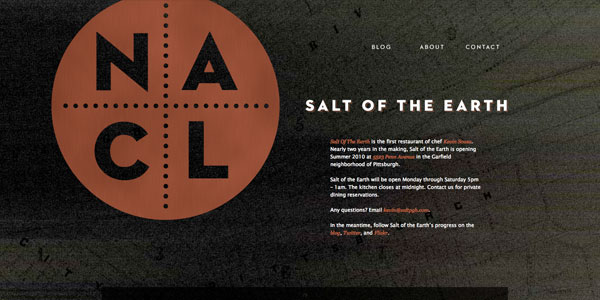 NA
CL
BLOG ABOUT CONTACT
SALT OF THE EARTH
Salt Of The Earth is the first restaurant of chef Kevin Sousa.
Nearly two years in the making, Salt of the Earth is opening
Summer 2010 at 5523 Penn Avenue in the Garfield
neighborhood of Pittsburgh.
Salt of the Earth will be open Monday through Saturday 5pm
– 1am. The kitchen closes at midnight. Contact us for private
dining reservations.
Any questions? Email
In the meantime, follow Salt of the Earth's progress on the
blog, Twitter, and Flickr.